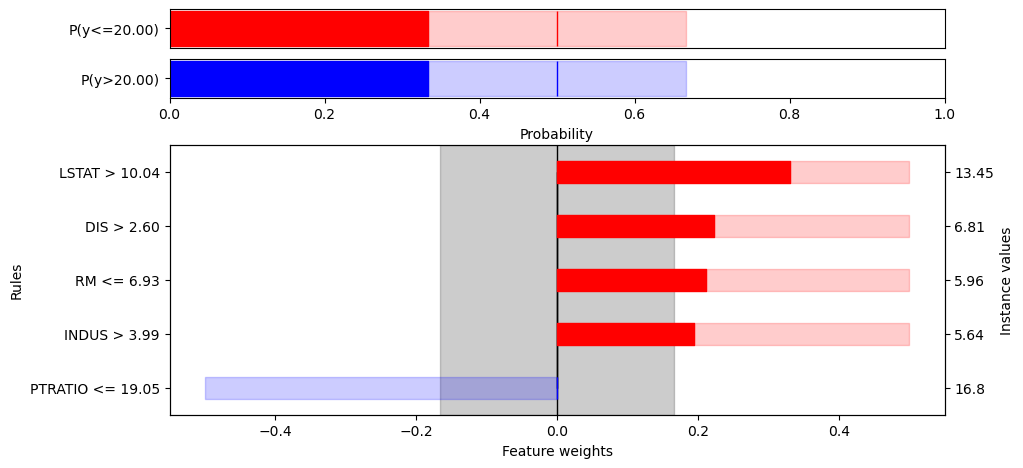 P(y<=20.00)
P(y>20.00)
0.0 0.2 0.4 0.6 0.8 1.0
Probability
LSTAT > 10.04 13.45
DIS > 2.60 6.81
RM <= 6.93 5.96
INDUS > 3.99 5.64
PTRATIO <= 19.05 16.8
Rules
Instance values
−0.4 −0.2 0.0 0.2 0.4
Feature weights